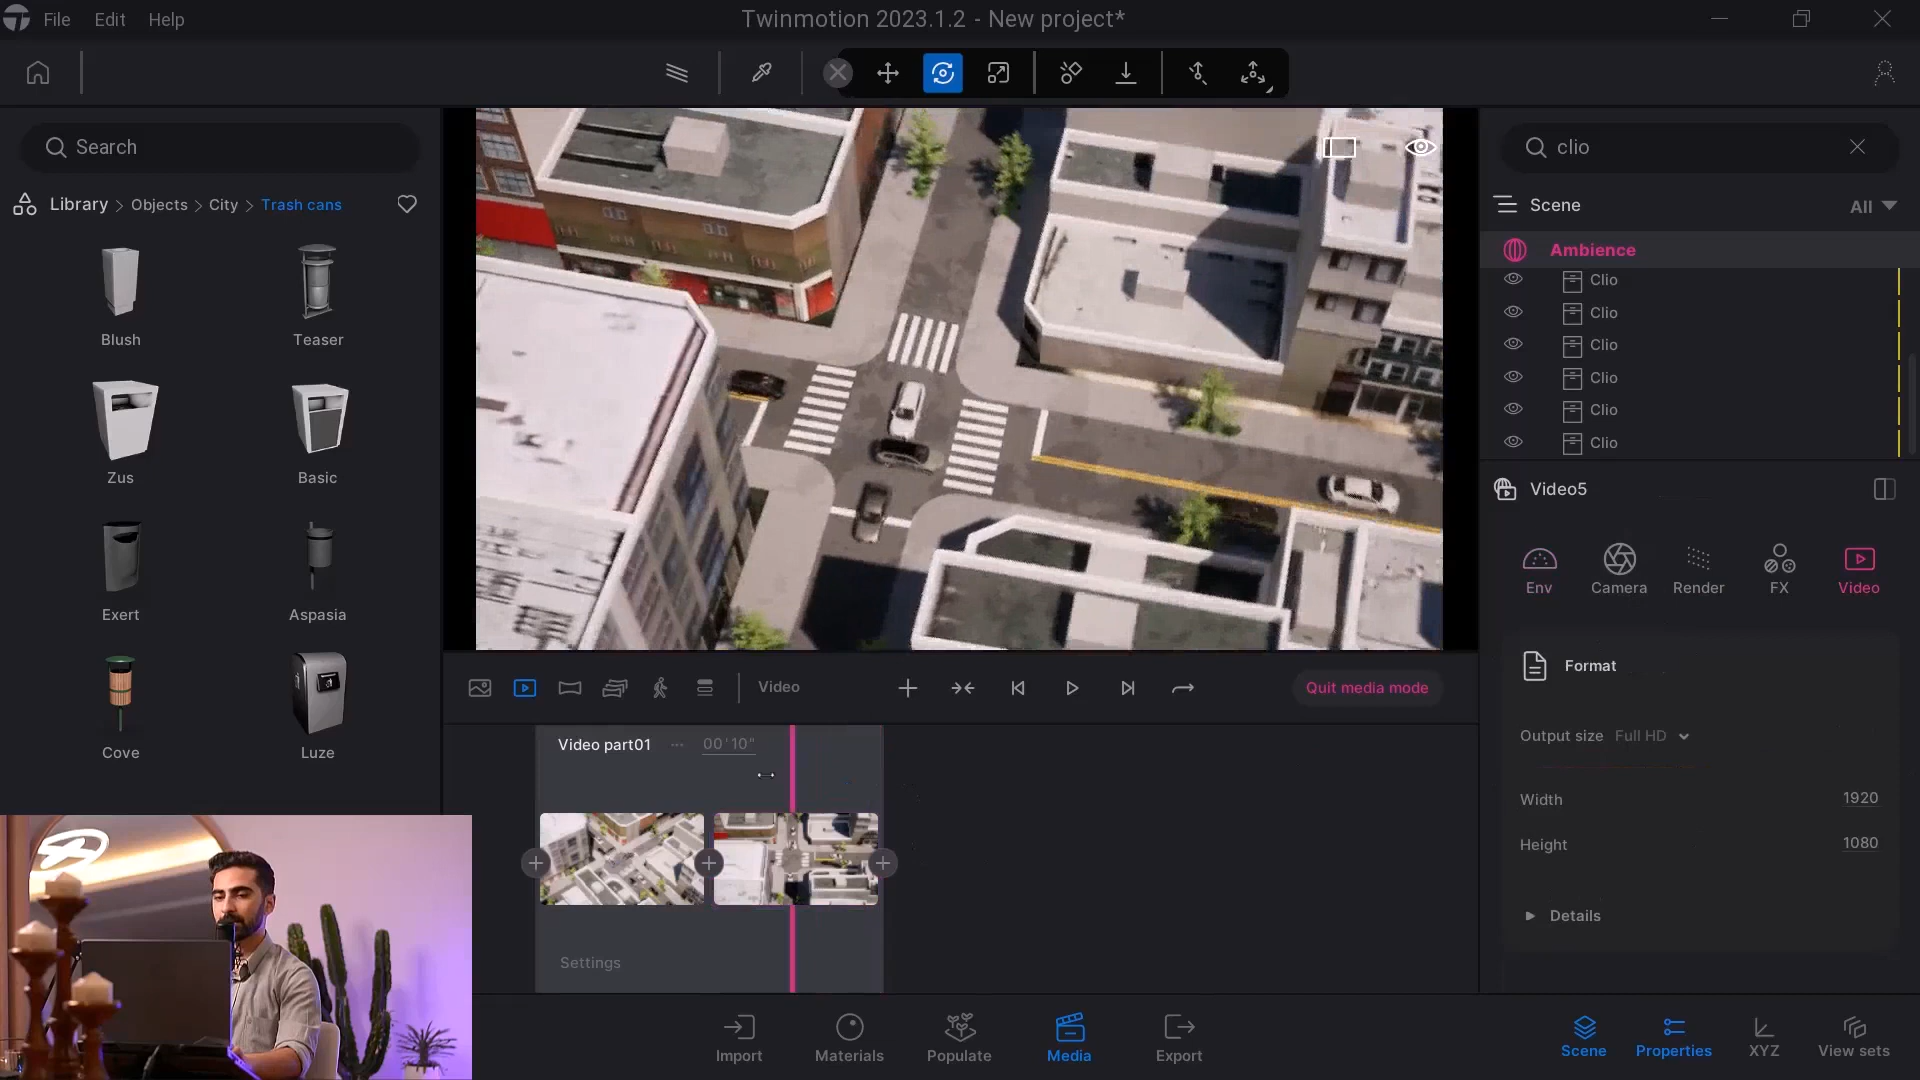 File Edit Help
Twinmotion 2023.1.2 - New project*
Search
Library > Objects > City > Trash cans
Blush
Teaser
Zus
Basic
Exert
Aspasia
Cove
Luze
clio
Scene
All
Ambience
Clio
Clio
Clio
Clio
Clio
Clio
Video5
Env
Camera
Render
FX
Video
Format
Output size Full HD
Width 1920
Height 1080
Details
Video
Quit media mode
Video part01 ... 00'10"
Settings
Import
Materials
Populate
Media
Export
Scene
Properties
XYZ
View sets